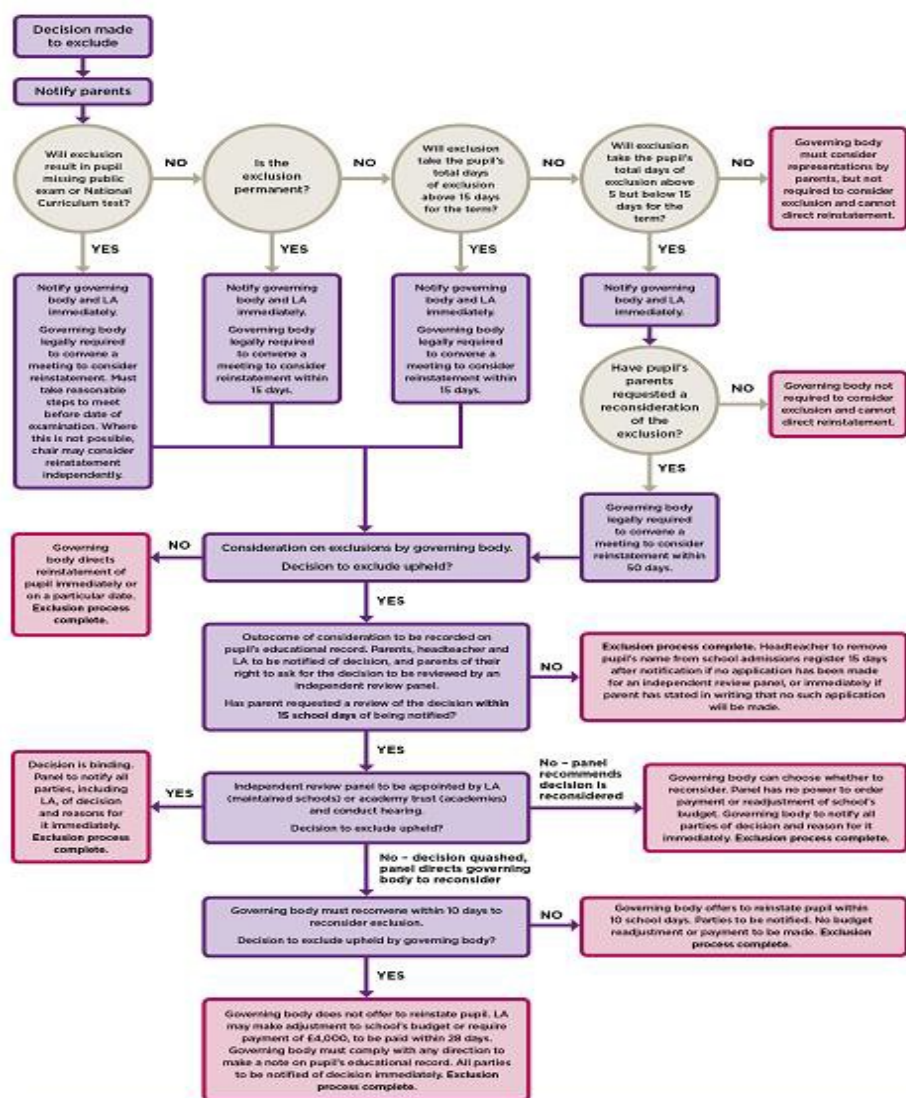 Decision made
to exclude
Notify parents
Will exclusion
result in pupil
missing public
exam or National
Curriculum test?
NO
Is the
exclusion
permanent?
NO
Will exclusion
take the pupil's
total days
of exclusion
above 15 days
for the term?
NO
Will exclusion
take the pupil's
total days of
exclusion above
5 but below 15
days for the
term?
NO
Governing body
must consider
representations by
parents, but not
required to consider
exclusion and cannot
direct reinstatement.
YES
YES
YES
YES
Notify governing
body and LA
immediately.
Governing body
legally required
to convene a
meeting to consider
reinstatement. Must
take reasonable
steps to meet
before date of
examination. Where
this is not possible,
chair may consider
reinstatement
independently.
Notify governing
body and LA
immediately.
Governing body
legally required
to convene a
meeting to consider
reinstatement within
15 days.
Notify governing
body and LA
immediately.
Governing body
legally required
to convene a
meeting to consider
reinstatement within
15 days.
Notify governing
body and LA
immediately.
Have pupil's
parents
requested a
reconsideration
of the
exclusion?
NO
Governing body not
required to consider
exclusion and cannot
direct reinstatement.
YES
Governing body
legally required
to convene a
meeting to consider
reinstatement within
50 days.
Governing
body directs
reinstatement of
pupil immediately or
on a particular date.
Exclusion process
complete.
NO
Consideration on exclusions by governing body.
Decision to exclude upheld?
YES
Outocome of consideration to be recorded on
pupil's educational record. Parents, headteacher and
LA to be notified of decision, and parents of their
right to ask for the decision to be reviewed by an
independent review panel.
Has parent requested a review of the decision within
15 school days of being notified?
NO
Exclusion process complete. Headteacher to remove
pupil's name from school admissions register 15 days
after notification if no application has been made
for an independent review panel, or immediately if
parent has stated in writing that no such application
will be made.
YES
Decision is binding.
Panel to notify all
parties, including
LA, of decision
and reasons for
it immediately.
Exclusion process
complete.
YES
Independent review panel to be appointed by LA
(maintained schools) or academy trust (academies)
and conduct hearing.
Decision to exclude upheld?
No – panel
recommends
decision is
reconsidered
Governing body can choose whether to
reconsider. Panel has no power to order
payment or readjustment of school's
budget. Governing body to notify all
parties of decision and reason for it
immediately. Exclusion process complete.
No – decision quashed,
panel directs governing
body to reconsider
Governing body must reconvene within 10 days to
reconsider exclusion.
Decision to exclude upheld by governing body?
NO
Governing body offers to reinstate pupil within
10 school days. Parties to be notified. No budget
readjustment or payment to be made. Exclusion
process complete.
YES
Governing body does not offer to reinstate pupil. LA
may make adjustment to school's budget or require
payment of £4,000, to be paid within 28 days.
Governing body must comply with any direction to
make a note on pupil's educational record. All parties
to be notified of decision immediately. Exclusion
process complete.